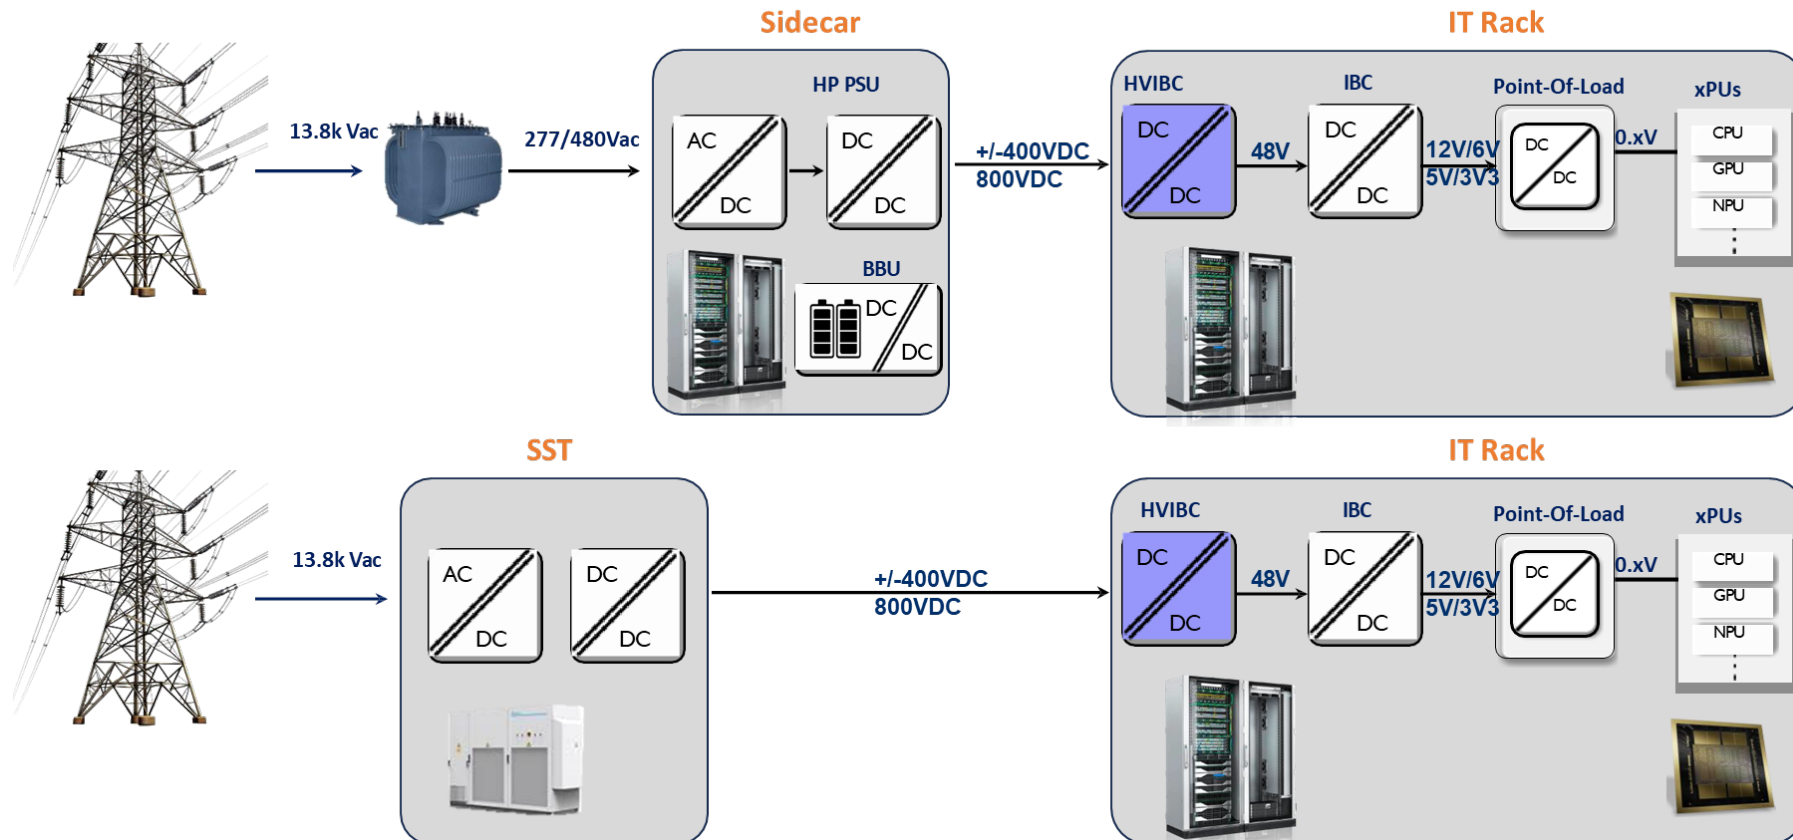 Sidecar
IT Rack
HP PSU
HVIBC
IBC
Point-Of-Load
xPUs
13.8k Vac
277/480Vac
AC
DC
DC
DC
+/-400VDC
800VDC
DC
DC
48V
DC
DC
12V/6V
5V/3V3
DC
DC
0.xV
CPU
GPU
NPU
BBU
DC
DC
SST
IT Rack
HVIBC
IBC
Point-Of-Load
xPUs
13.8k Vac
AC
DC
DC
DC
+/-400VDC
800VDC
DC
DC
48V
DC
DC
12V/6V
5V/3V3
DC
DC
0.xV
CPU
GPU
NPU